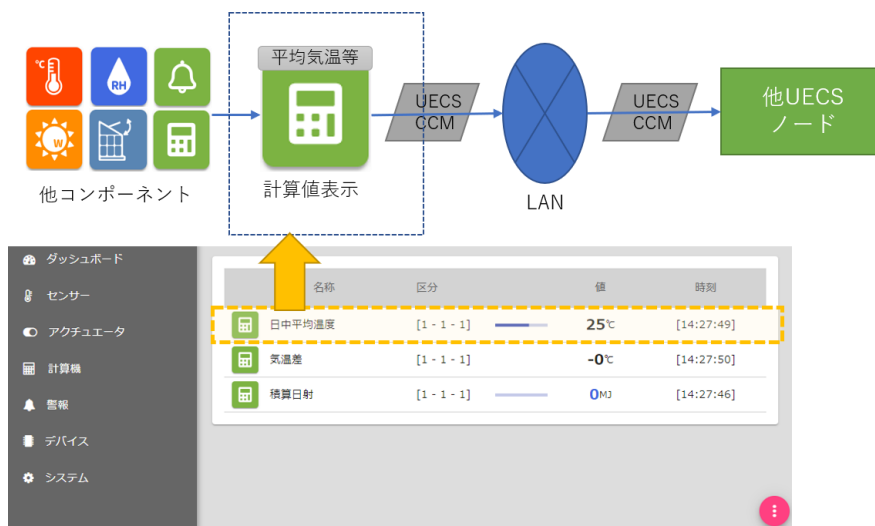 平均気温等
℃
RH
W
UECS
CCM
UECS
CCM
他UECS
ノード
他コンポーネント
計算値表示
LAN
ダッシュボード
センサー
アクチュエータ
計算機
警報
デバイス
システム
名称 区分 値 時刻
日中平均温度 [1 - 1 - 1] 25℃ [14:27:49]
気温差 [1 - 1 - 1] -0℃ [14:27:50]
積算日射 [1 - 1 - 1] 0MJ [14:27:46]